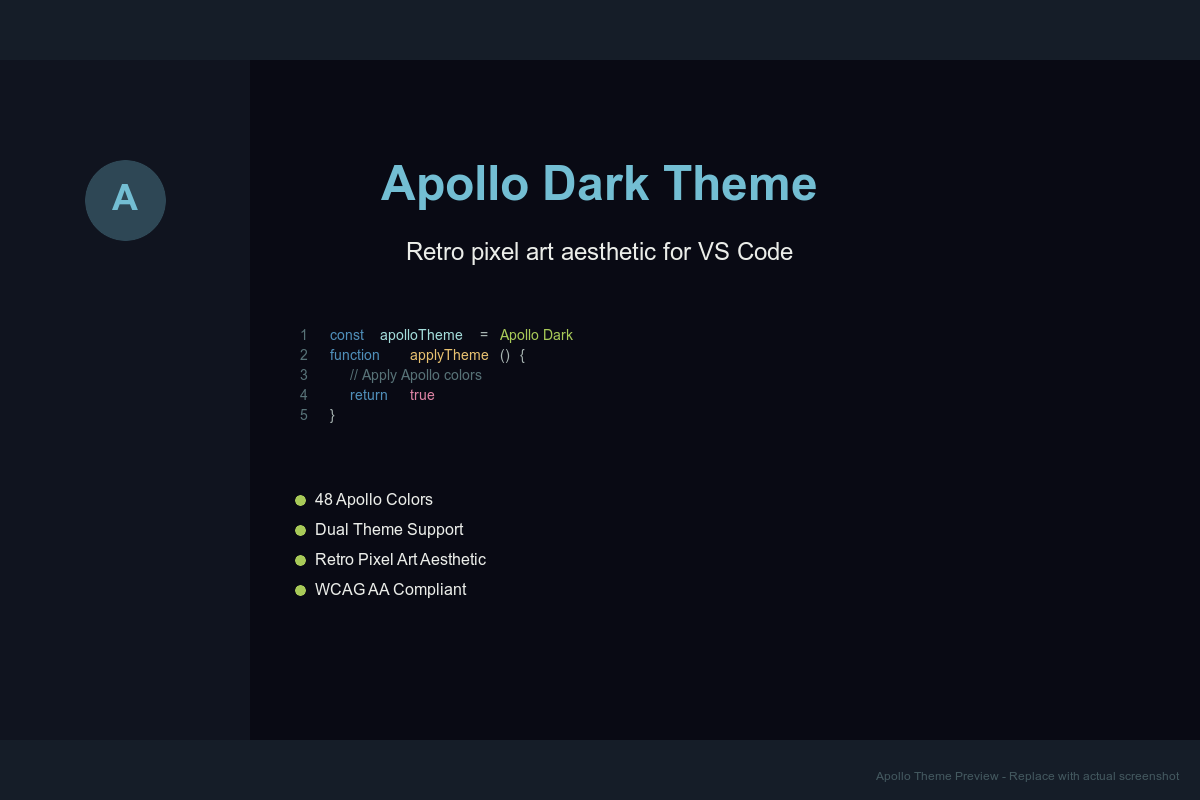 A
Apollo Dark Theme
Retro pixel art aesthetic for VS Code
1 const apolloTheme = Apollo Dark
2 function applyTheme () {
3 // Apply Apollo colors
4 return true
5 }
48 Apollo Colors
Dual Theme Support
Retro Pixel Art Aesthetic
WCAG AA Compliant
Apollo Theme Preview - Replace with actual screenshot